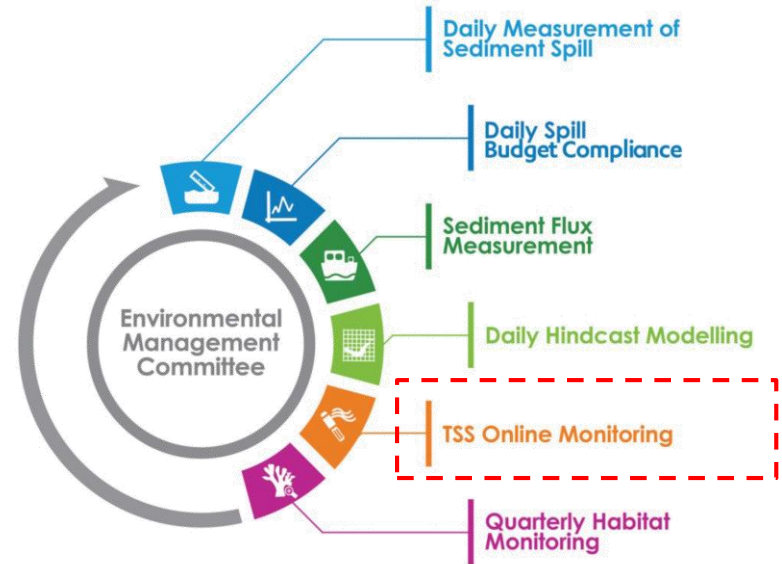 Daily Measurement of
Sediment Spill
Daily Spill
Budget Compliance
Sediment Flux
Measurement
Environmental
Management
Committee
Daily Hindcast Modelling
TSS Online Monitoring
Quarterly Habitat
Monitoring